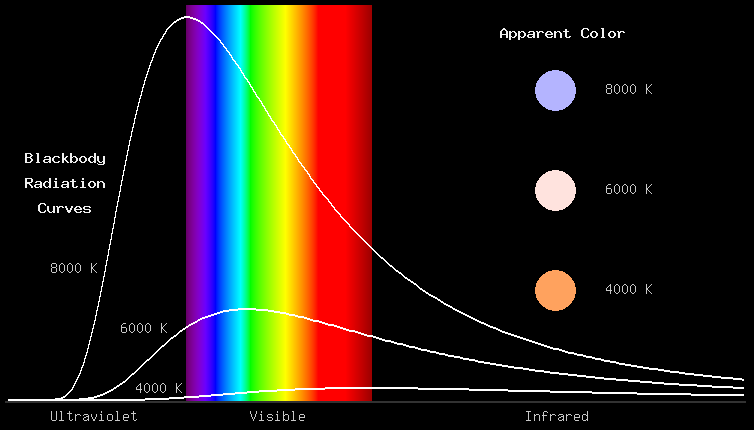 Apparent Color
8000 K
6000 K
4000 K
Blackbody
Radiation
Curves
8000 K
6000 K
4000 K
Ultraviolet
Visible
Infrared